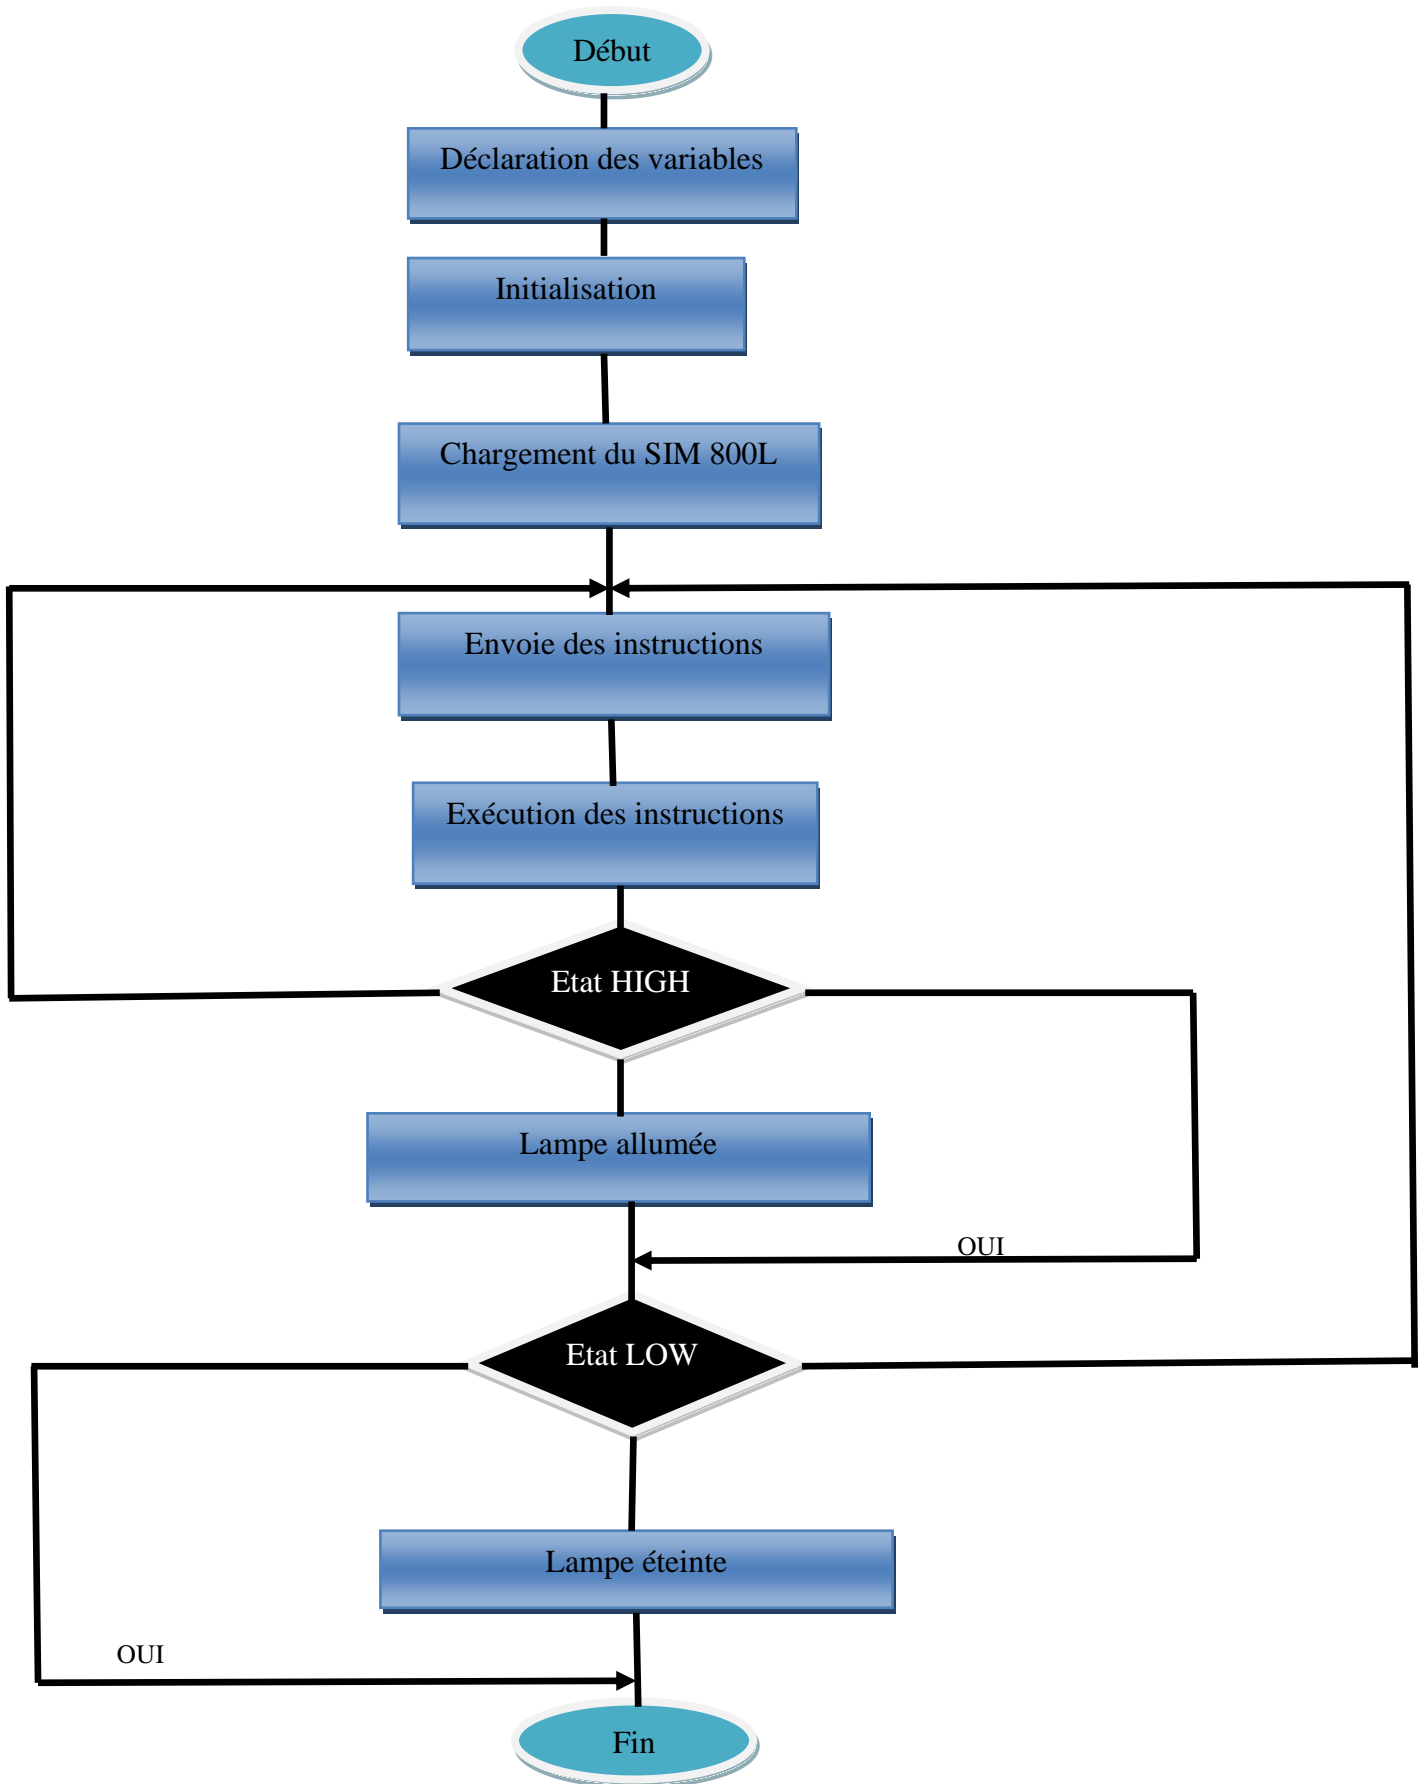 Début
Déclaration des variables
Initialisation
Chargement du SIM 800L
Envoie des instructions
Exécution des instructions
Etat HIGH
Lampe allumée
OUI
Etat LOW
Lampe éteinte
OUI
Fin